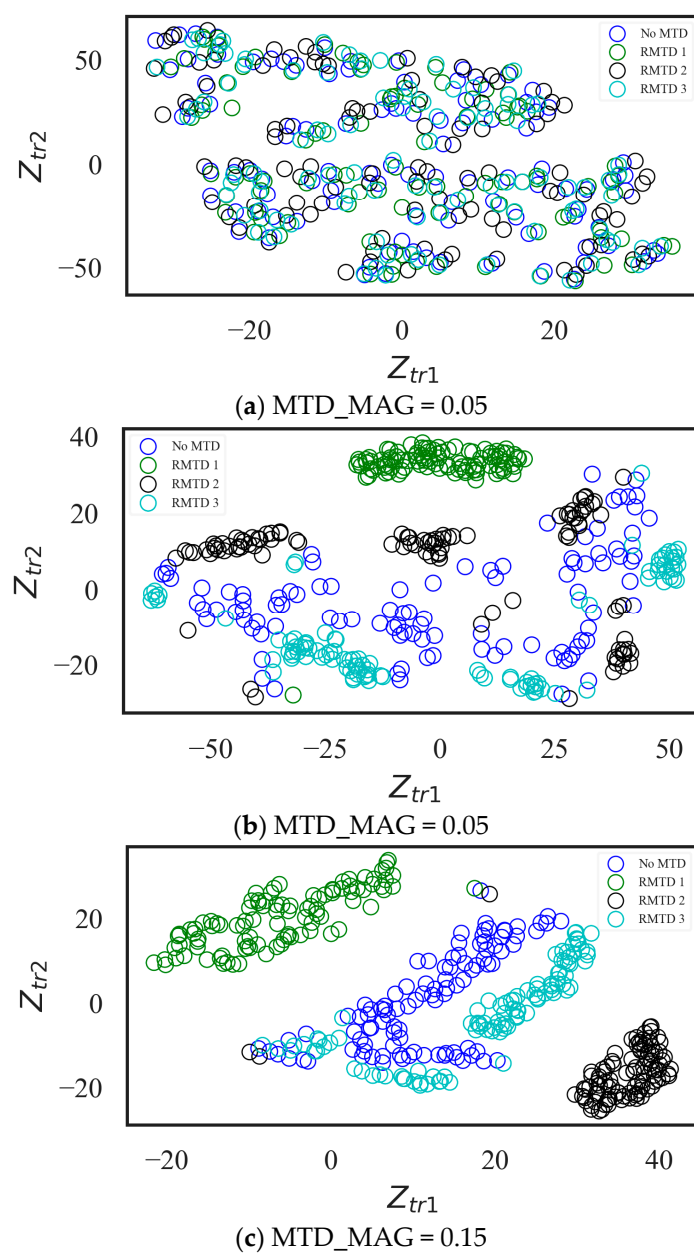 No MTD
RMTD 1
RMTD 2
RMTD 3
50
0
−50
Z_tr2
−20 0 20
Z_tr1
(a) MTD_MAG = 0.05
No MTD
RMTD 1
RMTD 2
RMTD 3
40
20
0
−20
Z_tr2
−50 −25 0 25 50
Z_tr1
(b) MTD_MAG = 0.05
No MTD
RMTD 1
RMTD 2
RMTD 3
20
0
−20
Z_tr2
−20 0 20 40
Z_tr1
(c) MTD_MAG = 0.15